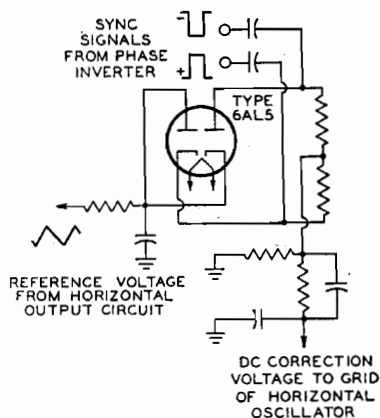 SYNC
SIGNALS
FROM PHASE
INVERTER
−
+
TYPE
6AL5
REFERENCE VOLTAGE
FROM HORIZONTAL
OUTPUT CIRCUIT
DC CORRECTION
VOLTAGE TO GRID
OF HORIZONTAL
OSCILLATOR